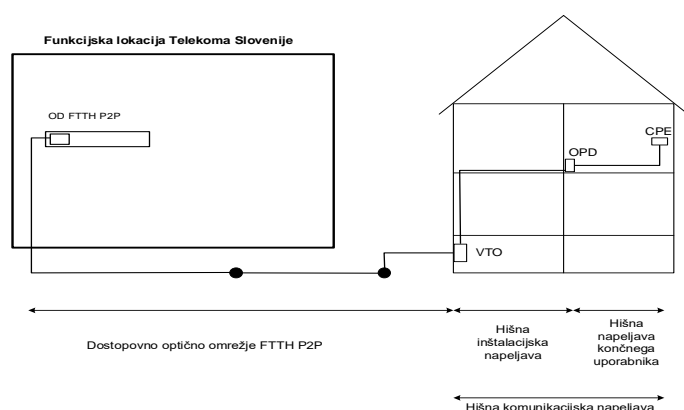 Funkcijska lokacija Telekoma Slovenije
OD FTTH P2P
CPE
OPD
VTO
Dostopovno optično omrežje FTTH P2P
Hišna
inštalacijska
napeljava
Hišna
napeljava
končnega
uporabnika
Hišna komunikacijska napeljava